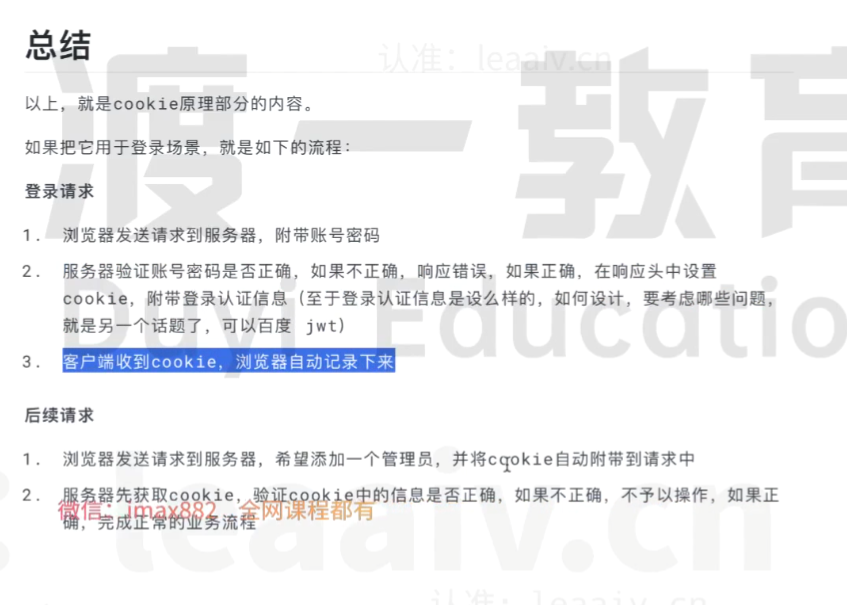 总结
认准：leaaiv.cn
渡一教育
以上，就是cookie原理部分的内容。
如果把它用于登录场景，就是如下的流程：
登录请求
1. 浏览器发送请求到服务器，附带账号密码
2. 服务器验证账号密码是否正确，如果不正确，响应错误，如果正确，在响应头中设置
cookie，附带登录认证信息（至于登录认证信息是设么样的，如何设计，要考虑哪些问题，
就是另一个话题了，可以百度 jwt）
Duyi Educatio
3. 客户端收到cookie，浏览器自动记录下来
后续请求
1. 浏览器发送请求到服务器，希望添加一个管理员，并将cookie自动附带到请求中
2. 服务器先获取cookie，验证cookie中的信息是否正确，如果不正确，不予以操作，如果正
确，完成正常的业务流程
微信：imax882 全网课程都有
：leaaiv.cn
认准：leaaiv.cn